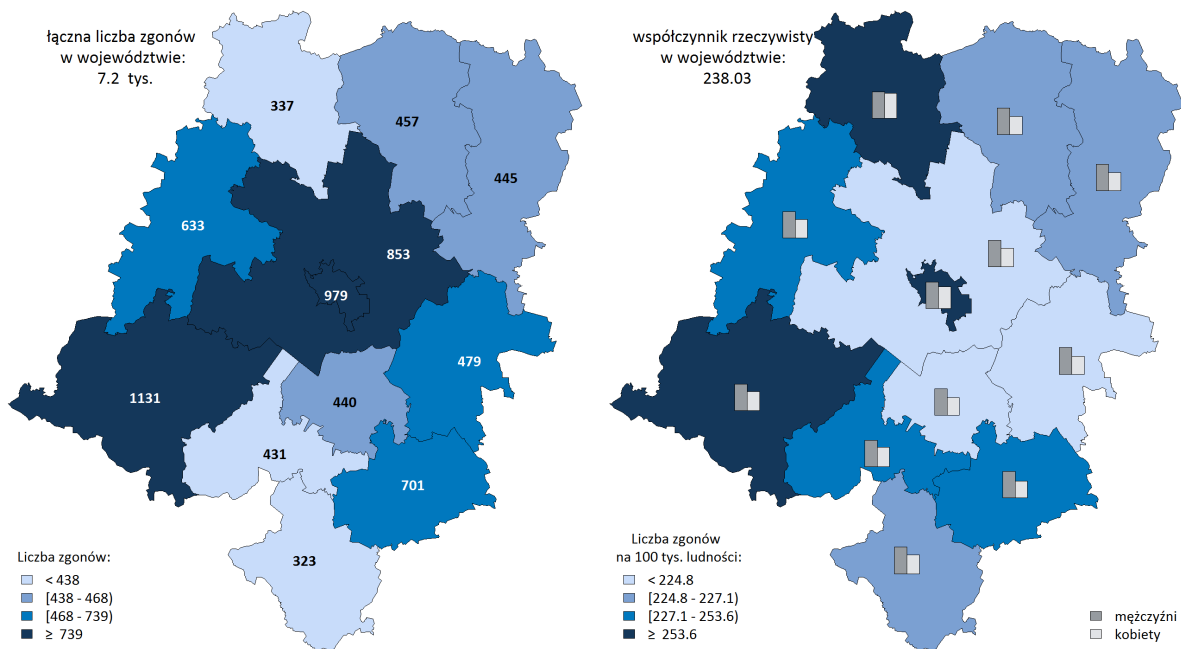 łączna liczba zgonów
w województwie:
7.2 tys.
337
457
445
633
853
979
479
1131
440
431
701
323
Liczba zgonów:
< 438
[438 - 468)
[468 - 739)
≥ 739
współczynnik rzeczywisty
w województwie:
238.03
Liczba zgonów
na 100 tys. ludności:
< 224.8
[224.8 - 227.1)
[227.1 - 253.6)
≥ 253.6
mężczyźni
kobiety